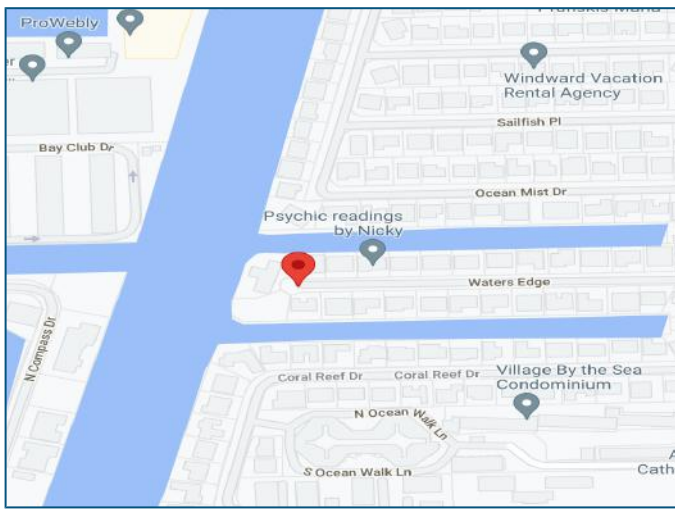 ProWebly
Windward Vacation
Rental Agency
Sailfish Pl
Bay Club Dr
Ocean Mist Dr
Psychic readings
by Nicky
Waters Edge
N Compass Dr
Coral Reef Dr
Coral Reef Dr
Village By the Sea
Condominium
N Ocean Walk Ln
S Ocean Walk Ln